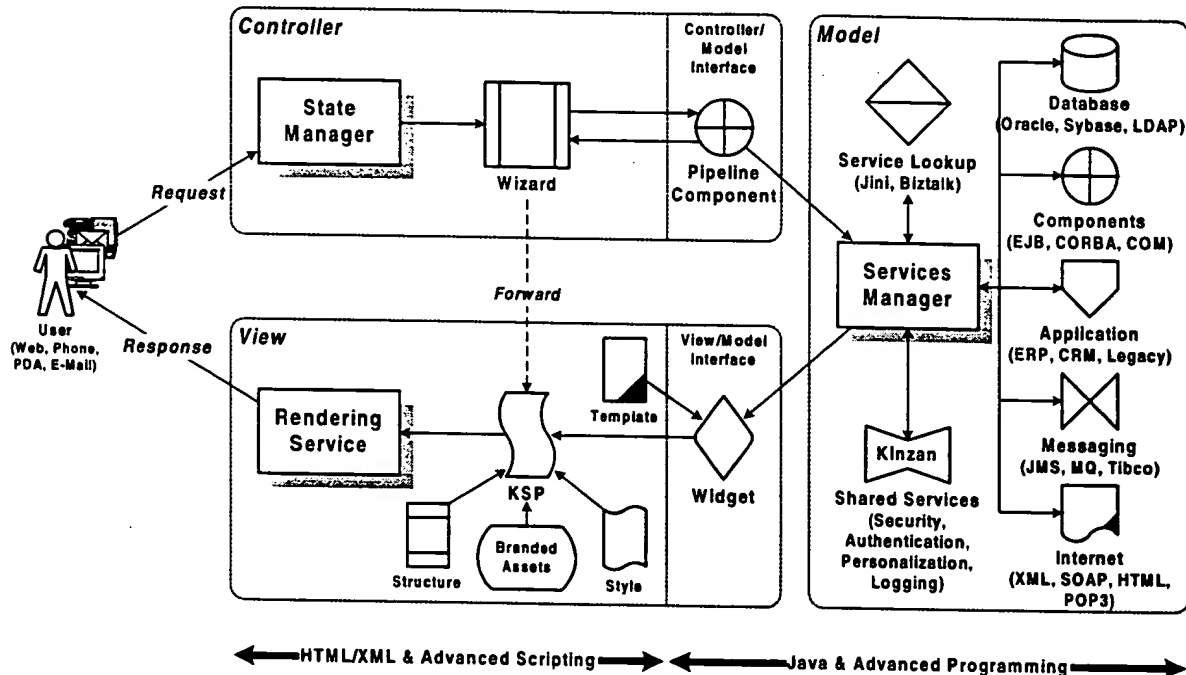 Controller
Controller/
Model
Interface
Model
State
Manager
Wizard
Pipeline
Component
Request
Service Lookup
(Jini, Biztalk)
Database
(Oracle, Sybase, LDAP)
Components
(EJB, CORBA, COM)
Services
Manager
Application
(ERP, CRM, Legacy)
Messaging
(JMS, MQ, Tibco)
Internet
(XML, SOAP, HTML,
POP3)
Kinzan
Shared Services
(Security,
Authentication,
Personalization,
Logging)
User
(Web, Phone,
PDA, E-Mail)
Response
Forward
View
View/Model
Interface
Rendering
Service
Template
KSP
Widget
Structure
Branded
Assets
Style
HTML/XML & Advanced Scripting
Java & Advanced Programming